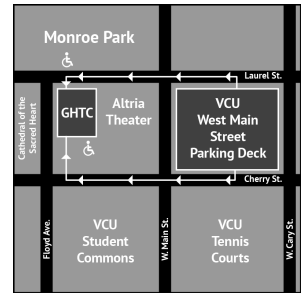 Monroe Park
Laurel St.
Cathedral of the
Sacred Heart
GHTC
Altria
Theater
VCU
West Main
Street
Parking Deck
Cherry St.
Floyd Ave.
VCU
Student
Commons
W. Main St.
VCU
Tennis
Courts
W. Cary St.